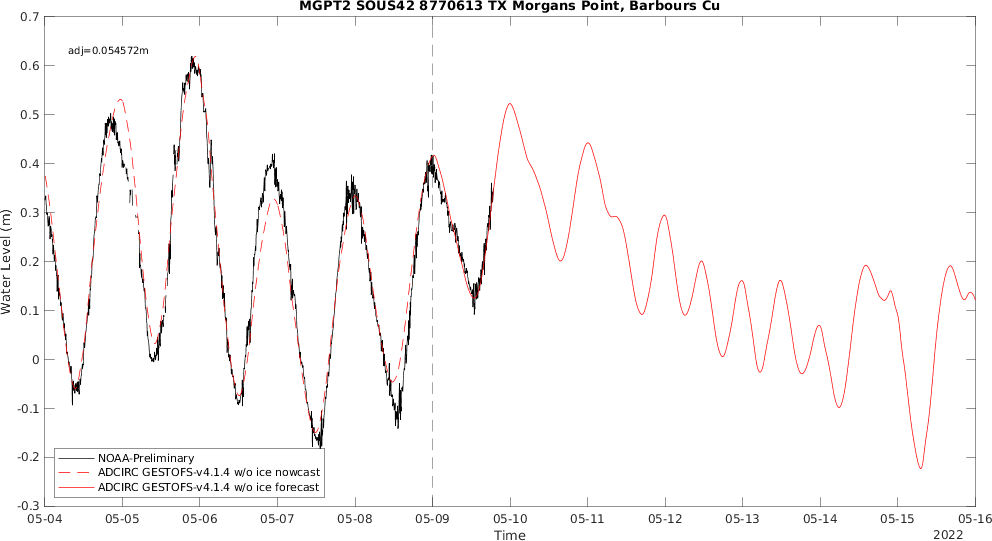 MGPT2 SOUS42 8770613 TX Morgans Point, Barbours Cu
adj=0.054572m
0.7
0.6
0.5
0.4
0.3
0.2
0.1
0
-0.1
-0.2
-0.3
Water Level (m)
NOAA-Preliminary
ADCIRC GESTOFS-v4.1.4 w/o ice nowcast
ADCIRC GESTOFS-v4.1.4 w/o ice forecast
05-04 05-05 05-06 05-07 05-08 05-09 05-10 05-11 05-12 05-13 05-14 05-15 05-16
Time
2022